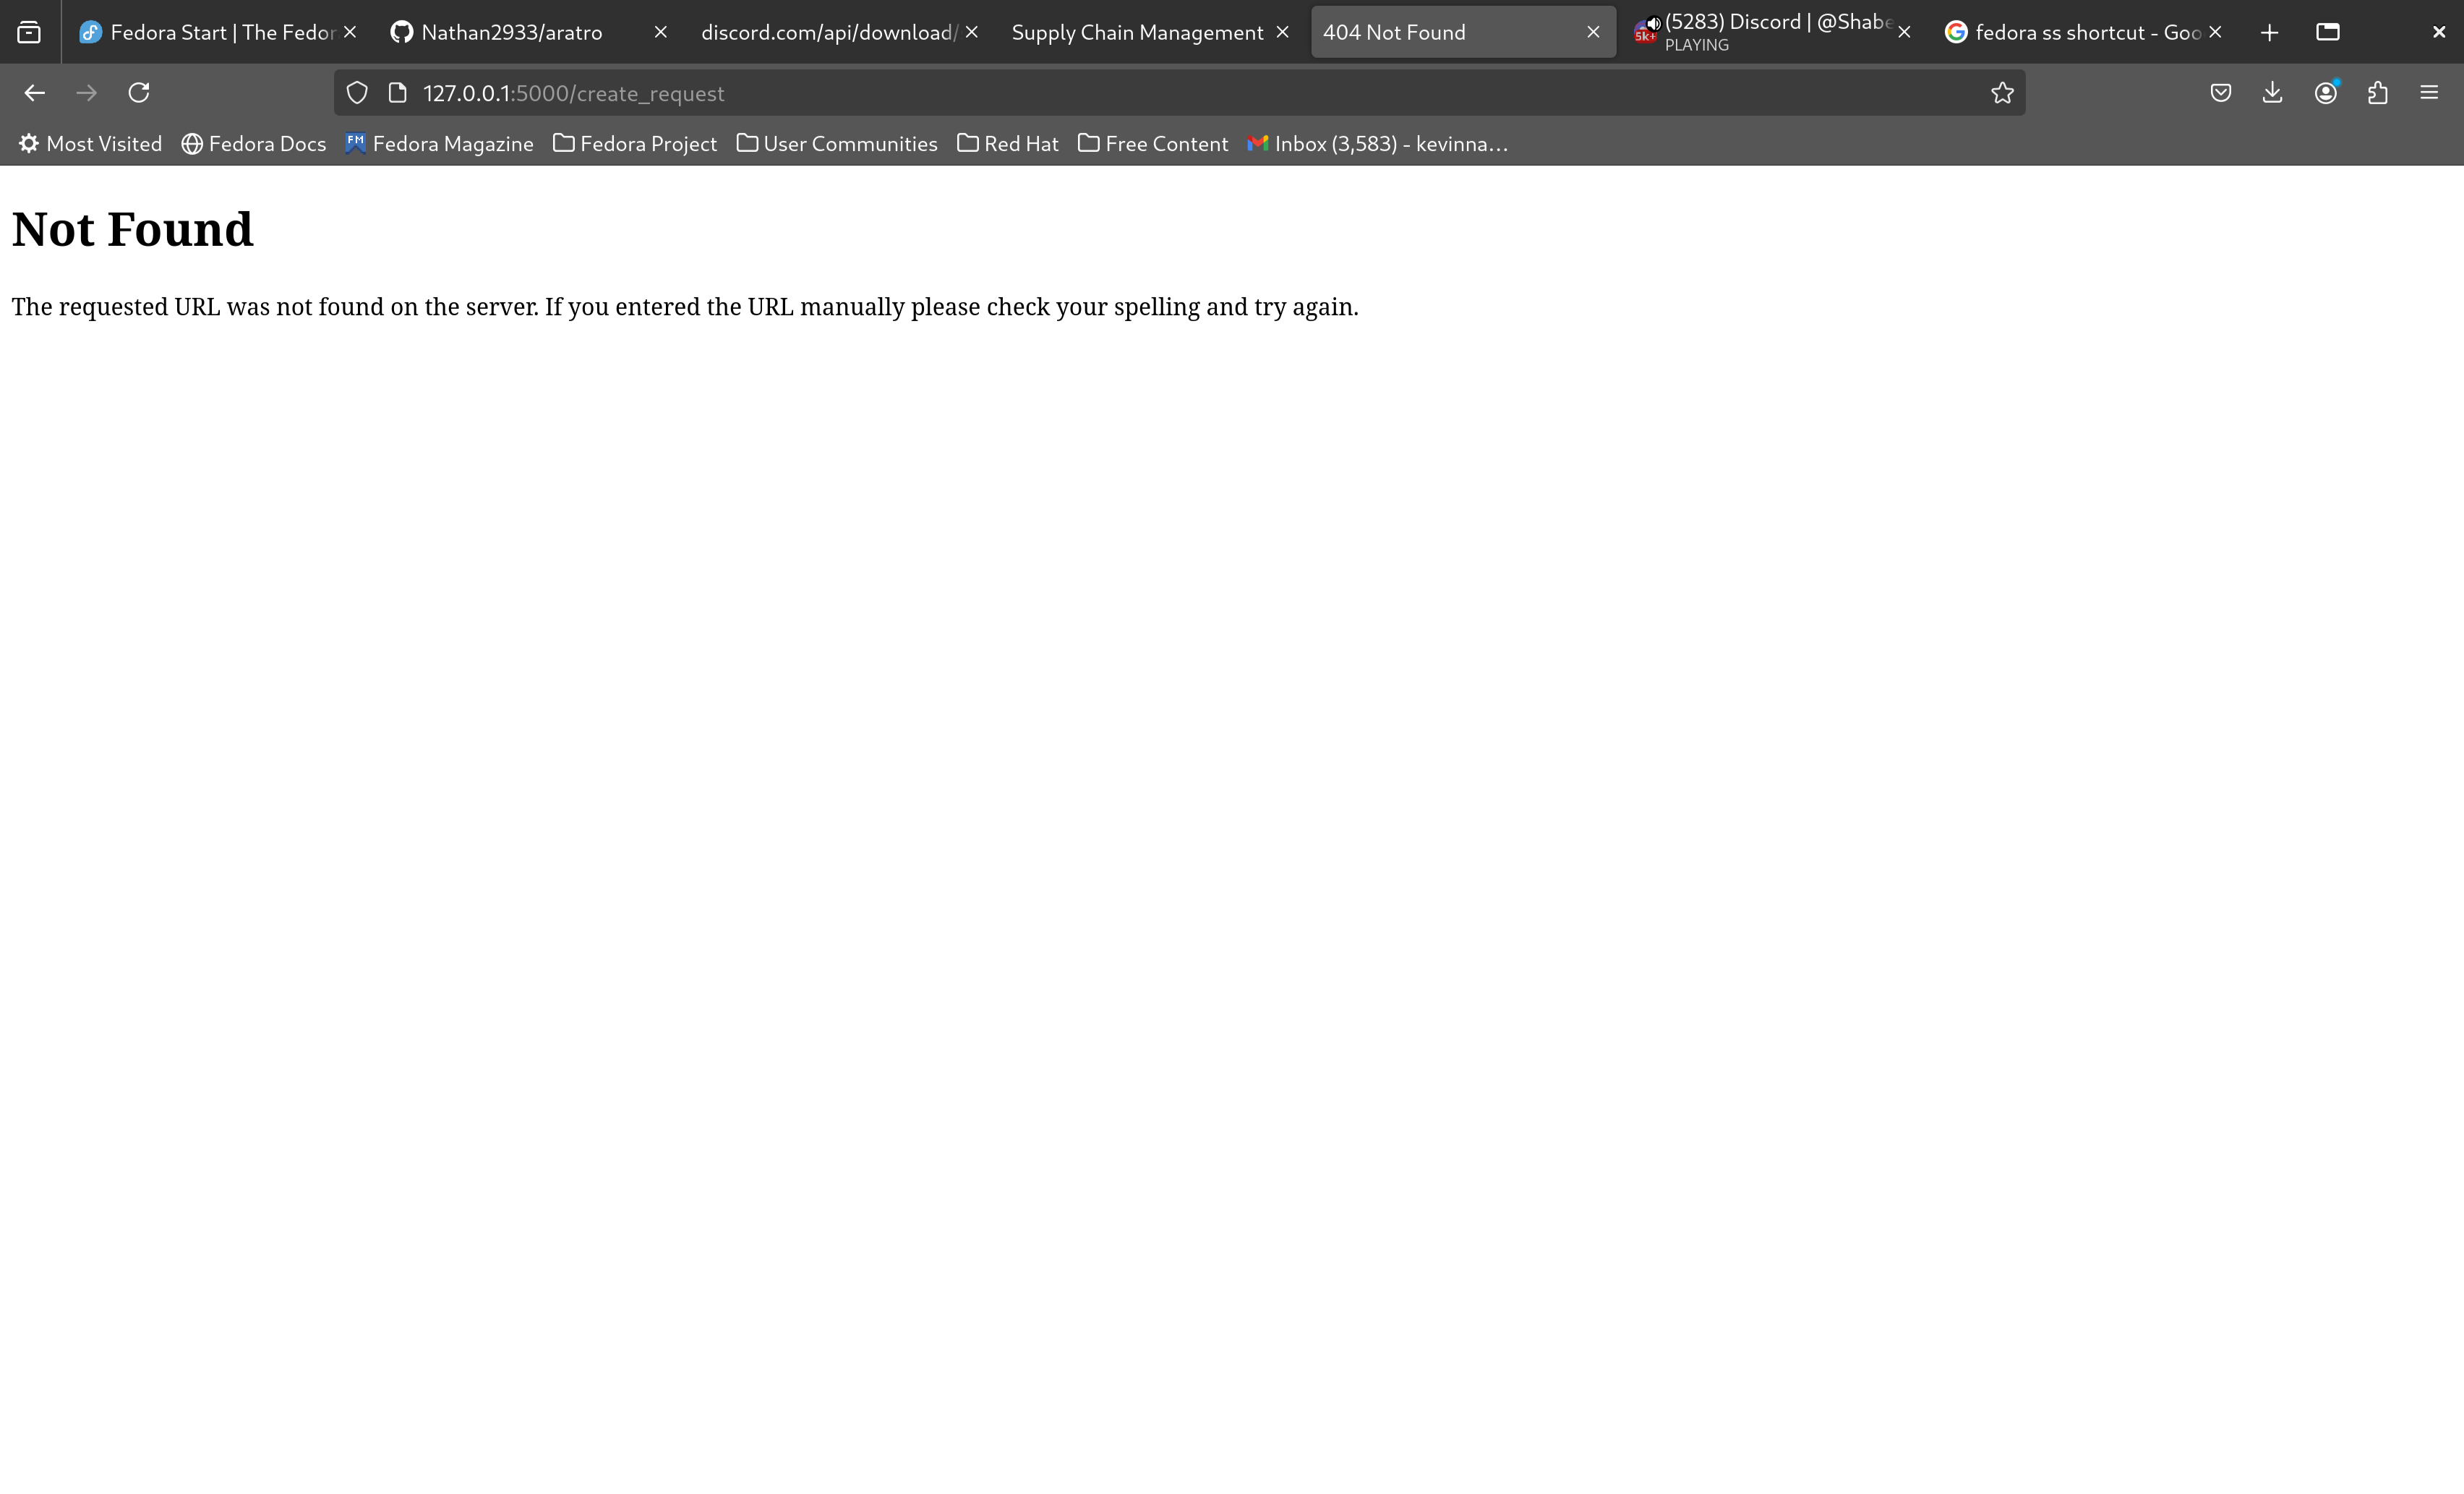 Fedora Start | The Fedor
Nathan2933/aratro
discord.com/api/download/
Supply Chain Management
404 Not Found
5k+
(5283) Discord | @Shabe
PLAYING
fedora ss shortcut - Goo
127.0.0.1:5000/create_request
Most Visited
Fedora Docs
FM
Fedora Magazine
Fedora Project
User Communities
Red Hat
Free Content
Inbox (3,583) - kevinna...
Not Found
The requested URL was not found on the server. If you entered the URL manually please check your spelling and try again.